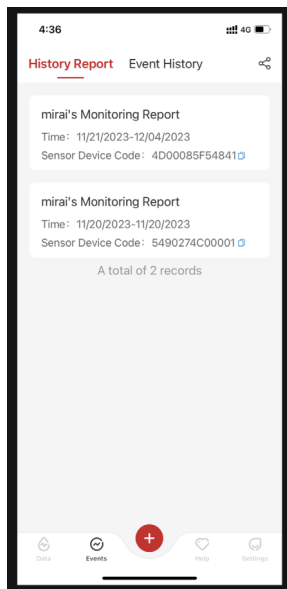 4:36
4G
History Report Event History
mirai's Monitoring Report
Time: 11/21/2023-12/04/2023
Sensor Device Code: 4D00085F54841
mirai's Monitoring Report
Time: 11/20/2023-11/20/2023
Sensor Device Code: 5490274C00001
A total of 2 records
Data Events Help Settings